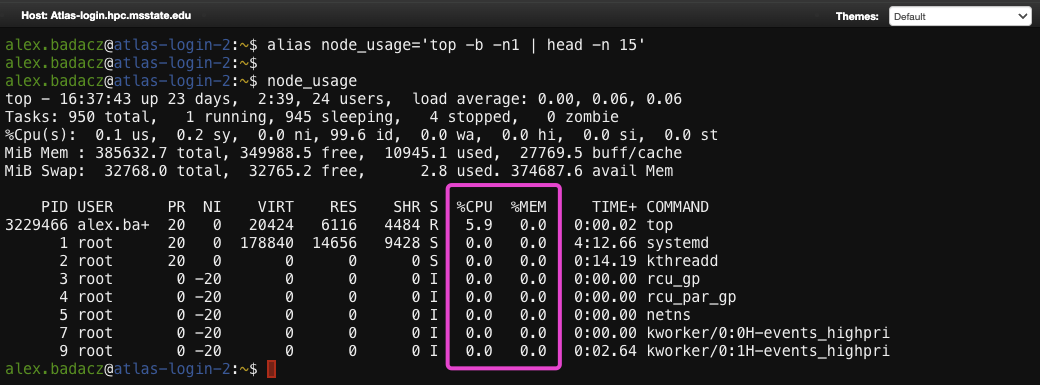 Host: Atlas-login.hpc.msstate.edu Themes: Default
alex.badacz@atlas-login-2:~$ alias node_usage='top -b -n1 | head -n 15'
alex.badacz@atlas-login-2:~$
alex.badacz@atlas-login-2:~$ node_usage
top - 16:37:43 up 23 days,  2:39, 24 users,  load average: 0.00, 0.06, 0.06
Tasks: 950 total,   1 running, 945 sleeping,   4 stopped,   0 zombie
%Cpu(s):  0.1 us,  0.2 sy,  0.0 ni, 99.6 id,  0.0 wa,  0.0 hi,  0.0 si,  0.0 st
MiB Mem : 385632.7 total, 349988.5 free,  10945.1 used,  27769.5 buff/cache
MiB Swap:  32768.0 total,  32765.2 free,      2.8 used. 374687.6 avail Mem
    PID USER      PR  NI    VIRT    RES    SHR S  %CPU  %MEM     TIME+ COMMAND
3229466 alex.ba+  20   0   20424   6116   4484 R   5.9   0.0   0:00.02 top
      1 root      20   0  178840  14656   9428 S   0.0   0.0   4:12.66 systemd
      2 root      20   0       0      0      0 S   0.0   0.0   0:14.19 kthreadd
      3 root       0 -20       0      0      0 I   0.0   0.0   0:00.00 rcu_gp
      4 root       0 -20       0      0      0 I   0.0   0.0   0:00.00 rcu_par_gp
      5 root       0 -20       0      0      0 I   0.0   0.0   0:00.00 netns
      7 root       0 -20       0      0      0 I   0.0   0.0   0:00.00 kworker/0:0H-events_highpri
      9 root       0 -20       0      0      0 I   0.0   0.0   0:02.64 kworker/0:1H-events_highpri
alex.badacz@atlas-login-2:~$